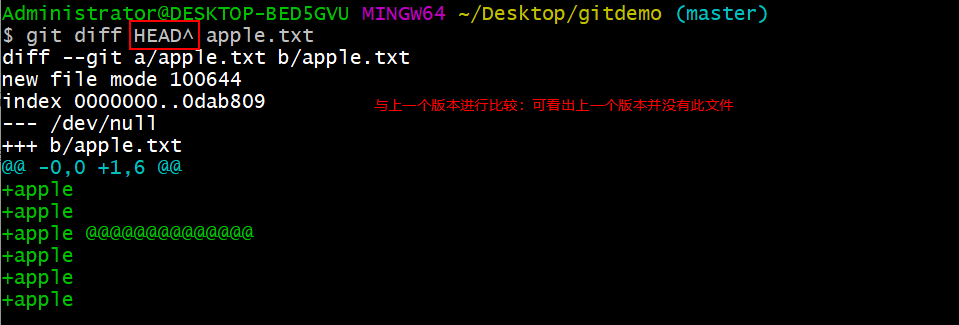 Administrator@DESKTOP-BED5GVU MINGW64 ~/Desktop/gitdemo (master)
$ git diff HEAD^ apple.txt
diff --git a/apple.txt b/apple.txt
new file mode 100644
index 0000000..0dab809
与上一个版本进行比较：可看出上一个版本并没有此文件
--- /dev/null
+++ b/apple.txt
@@ -0,0 +1,6 @@
+apple
+apple
+apple @@@@@@@@@@@@@@
+apple
+apple
+apple